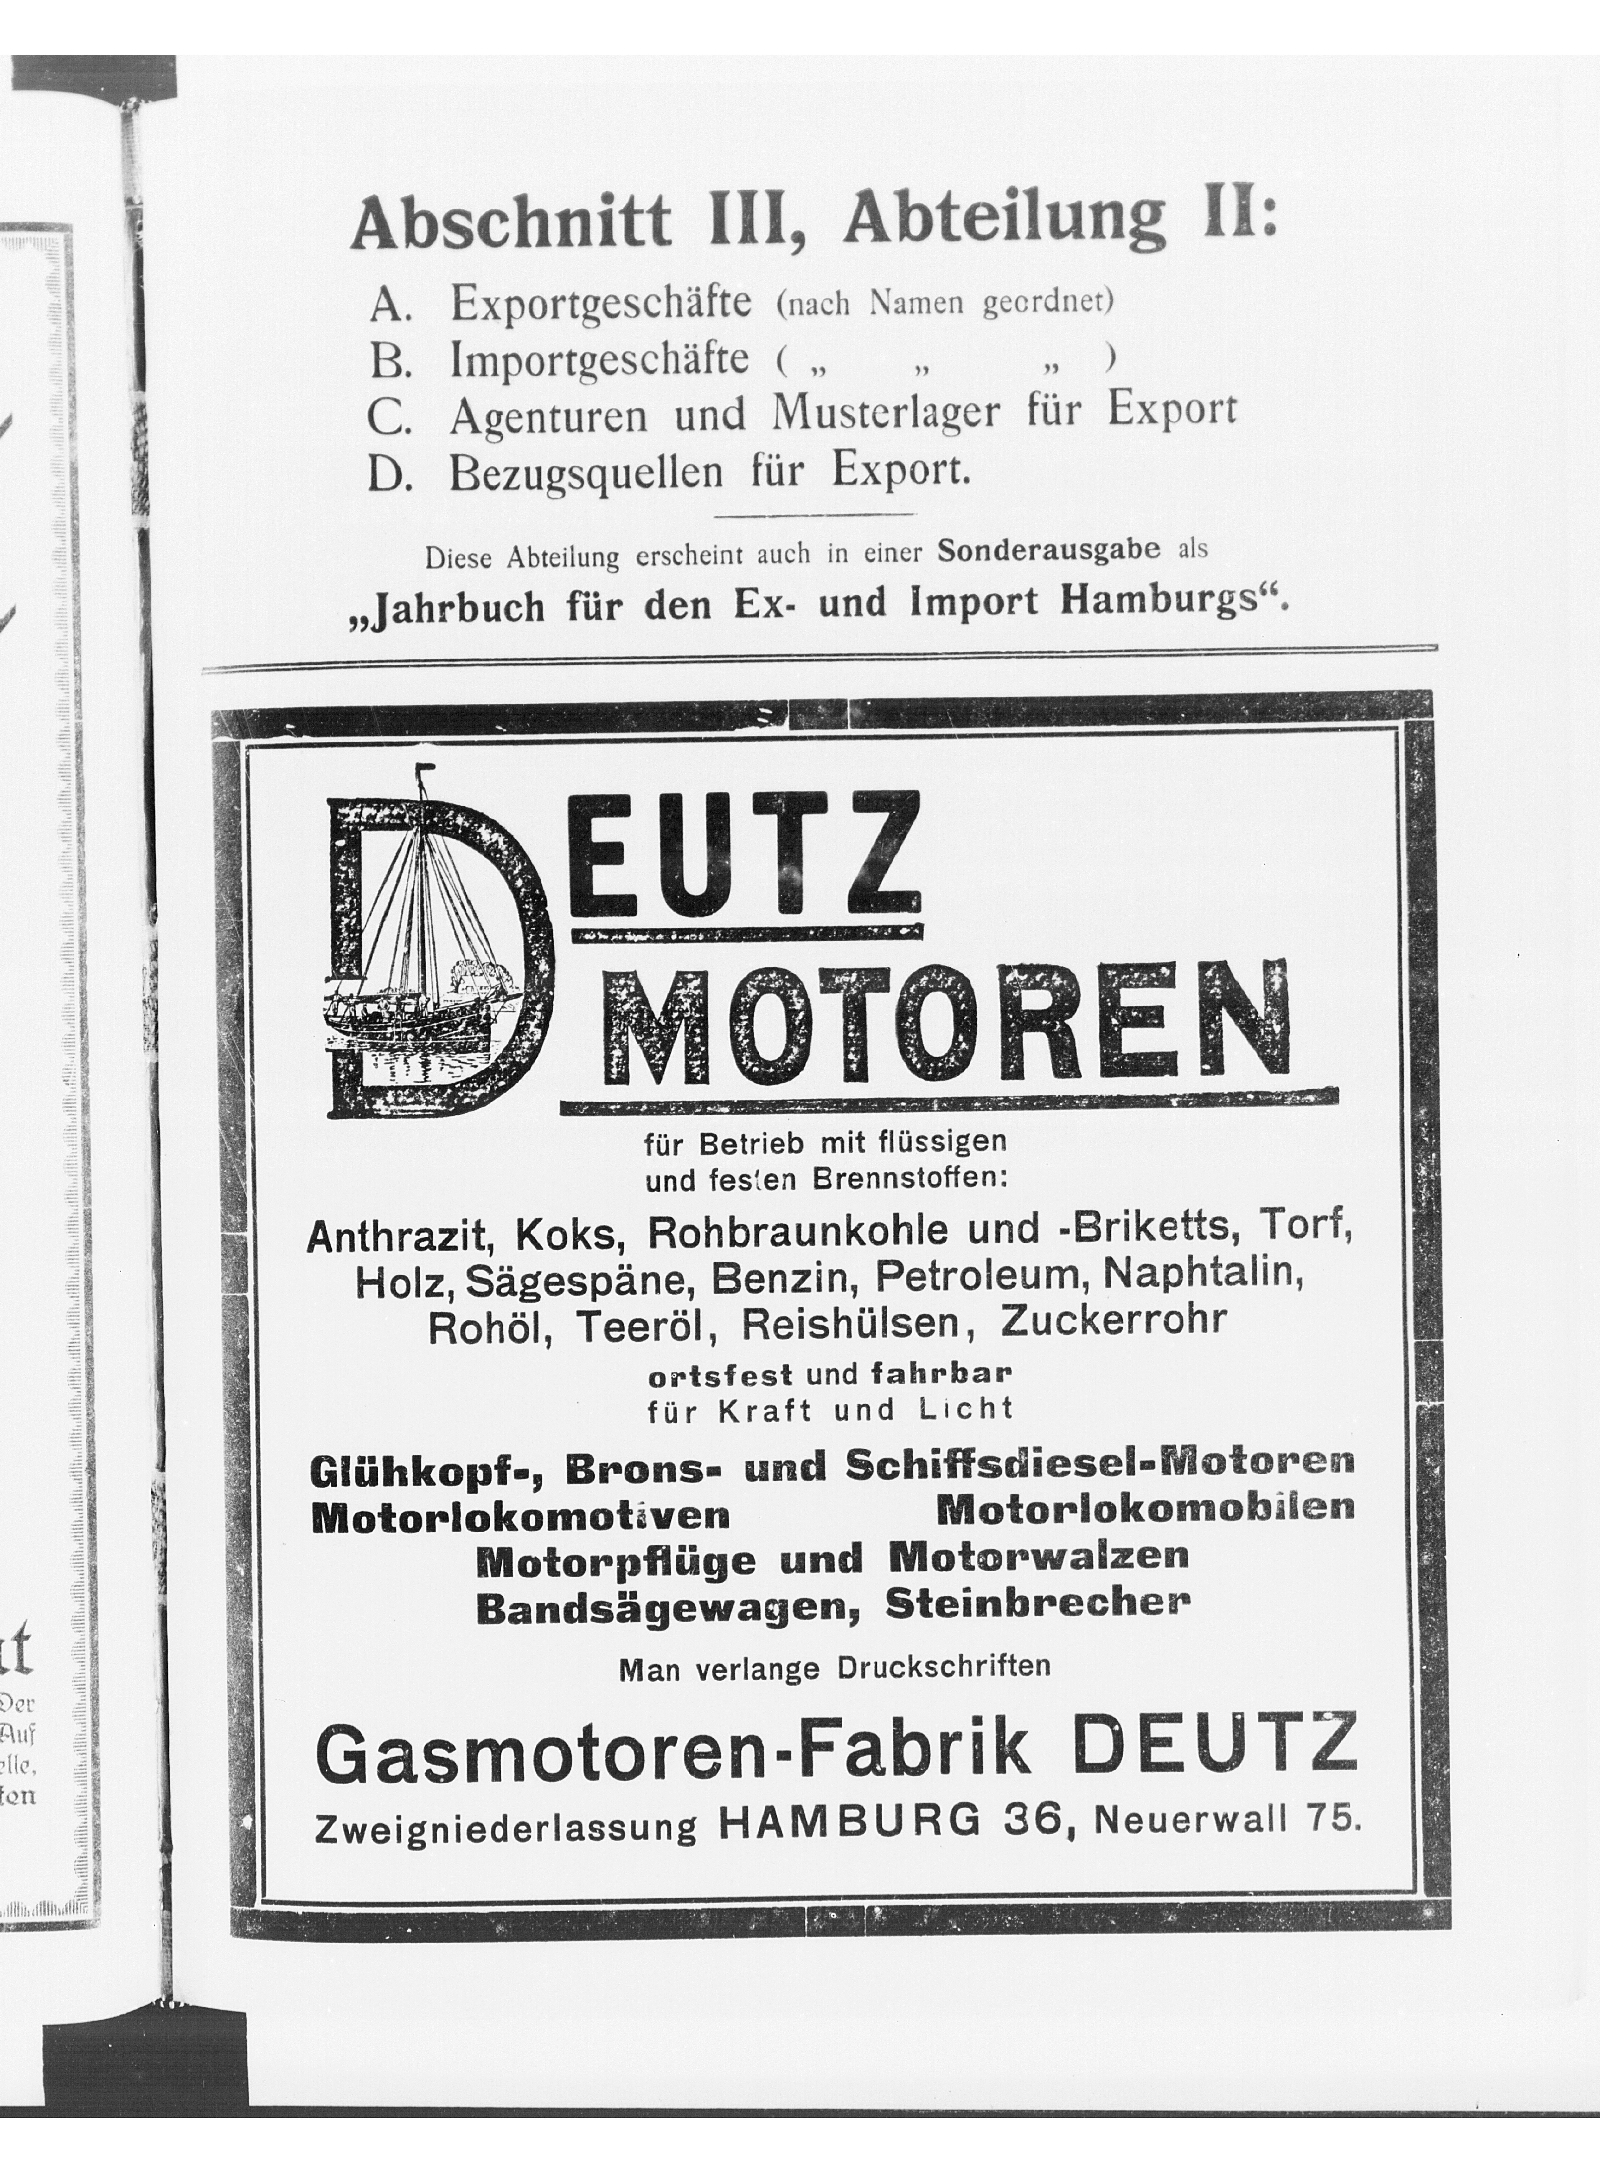 Abschnitt III, Abteilung II:
A. Exportgeschäfte (nach Namen geordnet)
B. Importgeschäfte ( „ „ „ )
C. Agenturen und Musterlager für Export
D. Bezugsquellen für Export.
Diese Abteilung erscheint auch in einer Sonderausgabe als
„Jahrbuch für den Ex- und Import Hamburgs“.
DEUTZ
MOTOREN
für Betrieb mit flüssigen
und festen Brennstoffen:
Anthrazit, Koks, Rohbraunkohle und -Briketts, Torf,
Holz, Sägespäne, Benzin, Petroleum, Naphtalin,
Rohöl, Teeröl, Reishülsen, Zuckerrohr
ortsfest und fahrbar
für Kraft und Licht
Glühkopf-, Brons- und Schiffsdiesel-Motoren
Motorlokomotiven Motorlokomobilen
Motorpflüge und Motorwalzen
Bandsägewagen, Steinbrecher
Man verlange Druckschriften
Gasmotoren-Fabrik DEUTZ
Zweigniederlassung HAMBURG 36, Neuerwall 75.
Der
Auf